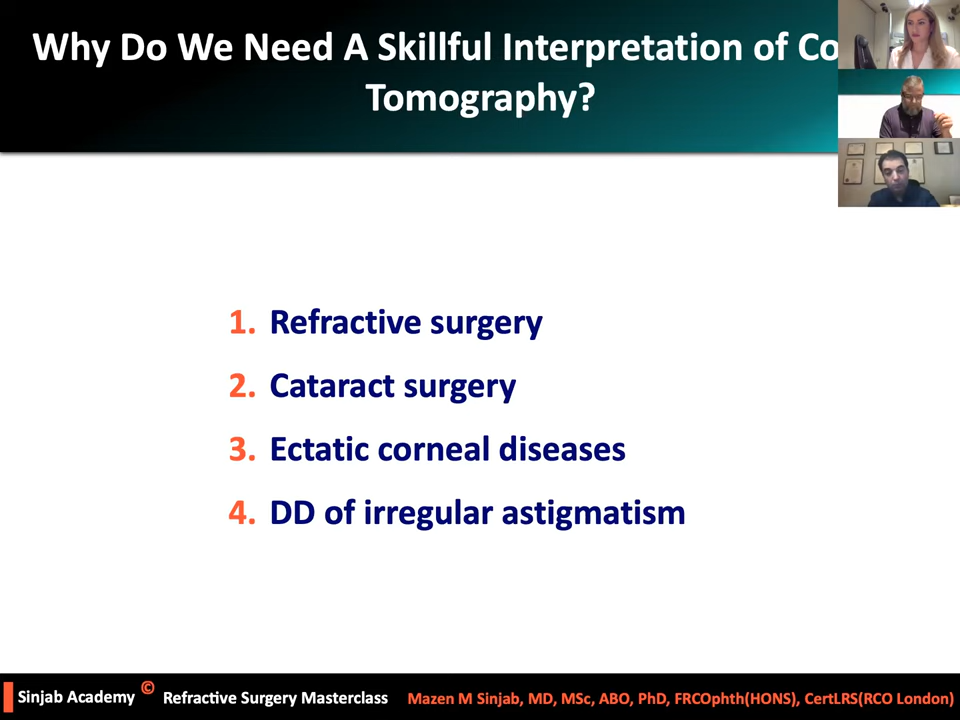 Why Do We Need A Skillful Interpretation of Co
Tomography?
1. Refractive surgery
2. Cataract surgery
3. Ectatic corneal diseases
4. DD of irregular astigmatism
Sinjab Academy © Refractive Surgery Masterclass Mazen M Sinjab, MD, MSc, ABO, PhD, FRCOphth(HONS), CertLRS(RCO London)